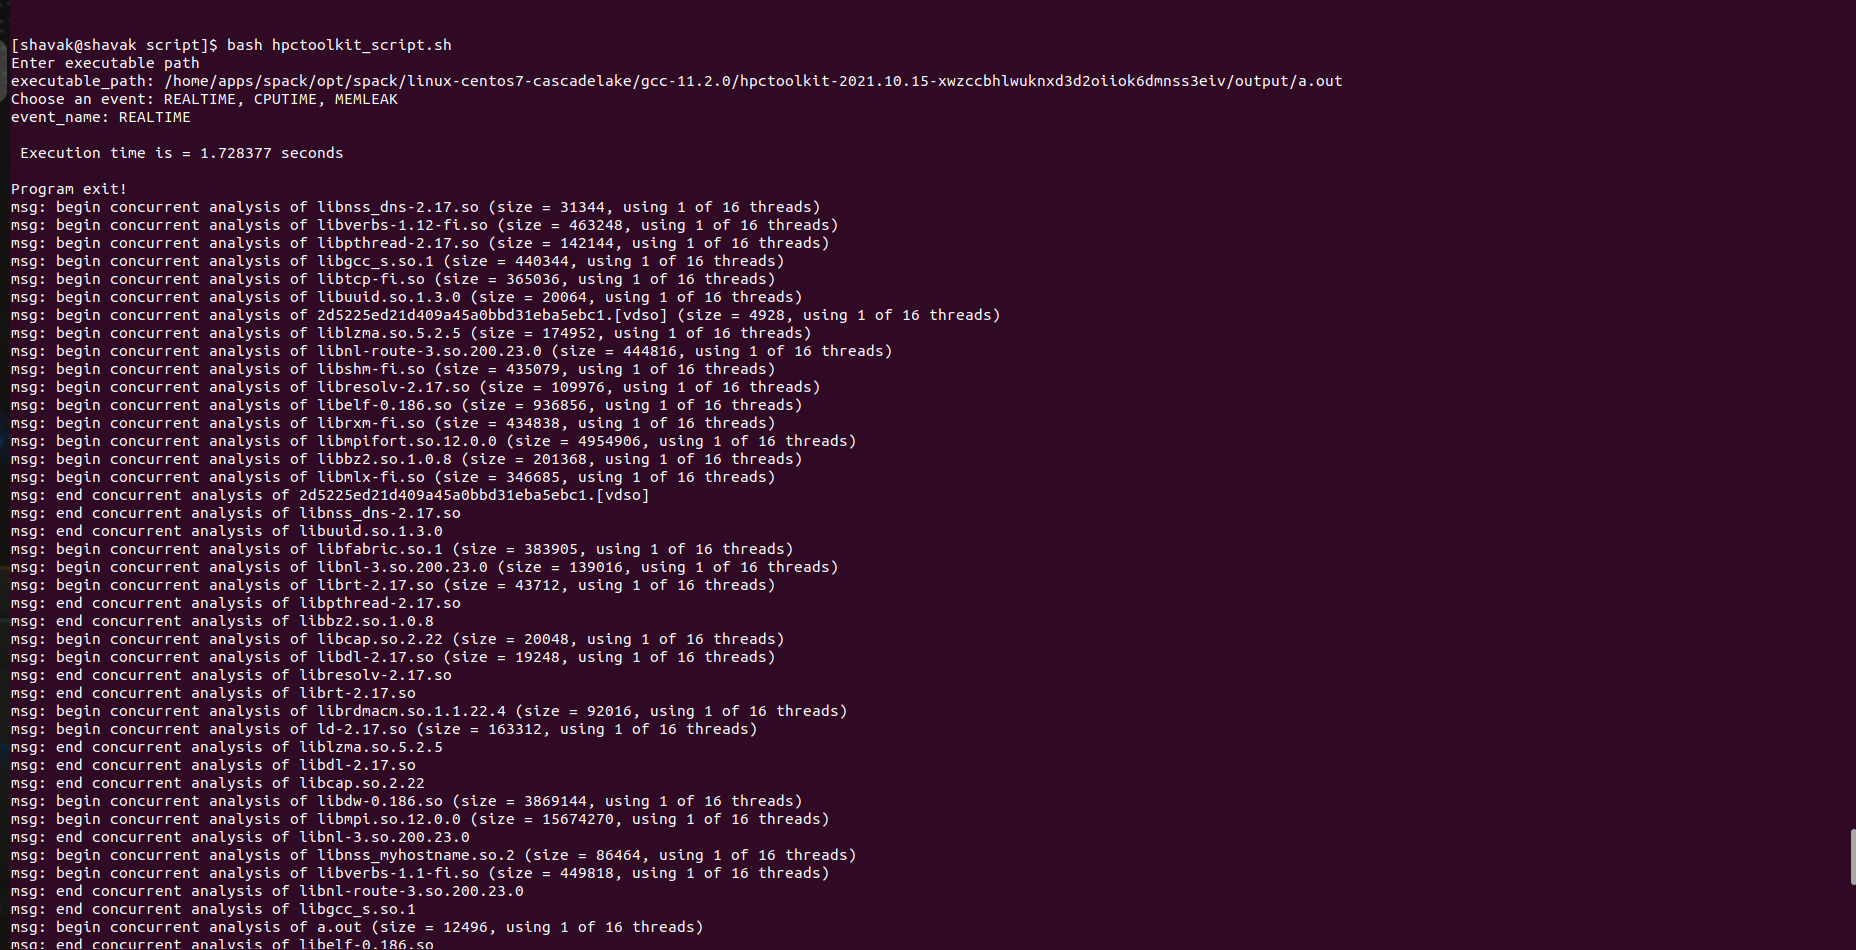 [shavak@shavak script]$ bash hpctoolkit_script.sh
Enter executable path
executable_path: /home/apps/spack/opt/spack/linux-centos7-cascadelake/gcc-11.2.0/hpctoolkit-2021.10.15-xwzccbhlwuknxd3d2oiiok6dmnss3eiv/output/a.out
Choose an event: REALTIME, CPUTIME, MEMLEAK
event_name: REALTIME
Execution time is = 1.728377 seconds
Program exit!
msg: begin concurrent analysis of libnss_dns-2.17.so (size = 31344, using 1 of 16 threads)
msg: begin concurrent analysis of libverbs-1.12-fi.so (size = 463248, using 1 of 16 threads)
msg: begin concurrent analysis of libpthread-2.17.so (size = 142144, using 1 of 16 threads)
msg: begin concurrent analysis of libgcc_s.so.1 (size = 440344, using 1 of 16 threads)
msg: begin concurrent analysis of libtcp-fi.so (size = 365036, using 1 of 16 threads)
msg: begin concurrent analysis of libuuid.so.1.3.0 (size = 20064, using 1 of 16 threads)
msg: begin concurrent analysis of 2d5225ed21d409a45a0bbd31eba5ebc1.[vdso] (size = 4928, using 1 of 16 threads)
msg: begin concurrent analysis of liblzma.so.5.2.5 (size = 174952, using 1 of 16 threads)
msg: begin concurrent analysis of libnl-route-3.so.200.23.0 (size = 444816, using 1 of 16 threads)
msg: begin concurrent analysis of libshm-fi.so (size = 435079, using 1 of 16 threads)
msg: begin concurrent analysis of libresolv-2.17.so (size = 109976, using 1 of 16 threads)
msg: begin concurrent analysis of libelf-0.186.so (size = 936856, using 1 of 16 threads)
msg: begin concurrent analysis of librxm-fi.so (size = 434838, using 1 of 16 threads)
msg: begin concurrent analysis of libmpifort.so.12.0.0 (size = 4954906, using 1 of 16 threads)
msg: begin concurrent analysis of libbz2.so.1.0.8 (size = 201368, using 1 of 16 threads)
msg: begin concurrent analysis of libmlx-fi.so (size = 346685, using 1 of 16 threads)
msg: end concurrent analysis of 2d5225ed21d409a45a0bbd31eba5ebc1.[vdso]
msg: end concurrent analysis of libnss_dns-2.17.so
msg: end concurrent analysis of libuuid.so.1.3.0
msg: begin concurrent analysis of libfabric.so.1 (size = 383905, using 1 of 16 threads)
msg: begin concurrent analysis of libnl-3.so.200.23.0 (size = 139016, using 1 of 16 threads)
msg: begin concurrent analysis of librt-2.17.so (size = 43712, using 1 of 16 threads)
msg: end concurrent analysis of libpthread-2.17.so
msg: end concurrent analysis of libbz2.so.1.0.8
msg: begin concurrent analysis of libcap.so.2.22 (size = 20048, using 1 of 16 threads)
msg: begin concurrent analysis of libdl-2.17.so (size = 19248, using 1 of 16 threads)
msg: end concurrent analysis of libresolv-2.17.so
msg: end concurrent analysis of librt-2.17.so
msg: begin concurrent analysis of librdmacm.so.1.1.22.4 (size = 92016, using 1 of 16 threads)
msg: begin concurrent analysis of ld-2.17.so (size = 163312, using 1 of 16 threads)
msg: end concurrent analysis of liblzma.so.5.2.5
msg: end concurrent analysis of libdl-2.17.so
msg: end concurrent analysis of libcap.so.2.22
msg: begin concurrent analysis of libdw-0.186.so (size = 3869144, using 1 of 16 threads)
msg: begin concurrent analysis of libmpi.so.12.0.0 (size = 15674270, using 1 of 16 threads)
msg: end concurrent analysis of libnl-3.so.200.23.0
msg: begin concurrent analysis of libnss_myhostname.so.2 (size = 86464, using 1 of 16 threads)
msg: begin concurrent analysis of libverbs-1.1-fi.so (size = 449818, using 1 of 16 threads)
msg: end concurrent analysis of libnl-route-3.so.200.23.0
msg: end concurrent analysis of libgcc_s.so.1
msg: begin concurrent analysis of a.out (size = 12496, using 1 of 16 threads)
msg: end concurrent analysis of libelf-0.186.so